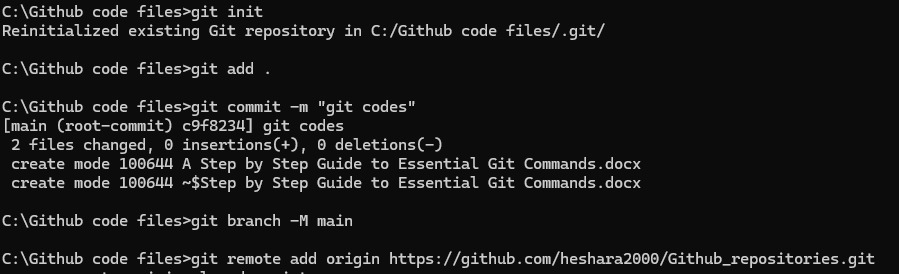 C:\Github code files>git init
Reinitialized existing Git repository in C:/Github code files/.git/
C:\Github code files>git add .
C:\Github code files>git commit -m "git codes"
[main (root-commit) c9f8234] git codes
 2 files changed, 0 insertions(+), 0 deletions(-)
 create mode 100644 A Step by Step Guide to Essential Git Commands.docx
 create mode 100644 ~$Step by Step Guide to Essential Git Commands.docx
C:\Github code files>git branch -M main
C:\Github code files>git remote add origin https://github.com/heshara2000/Github_repositories.git